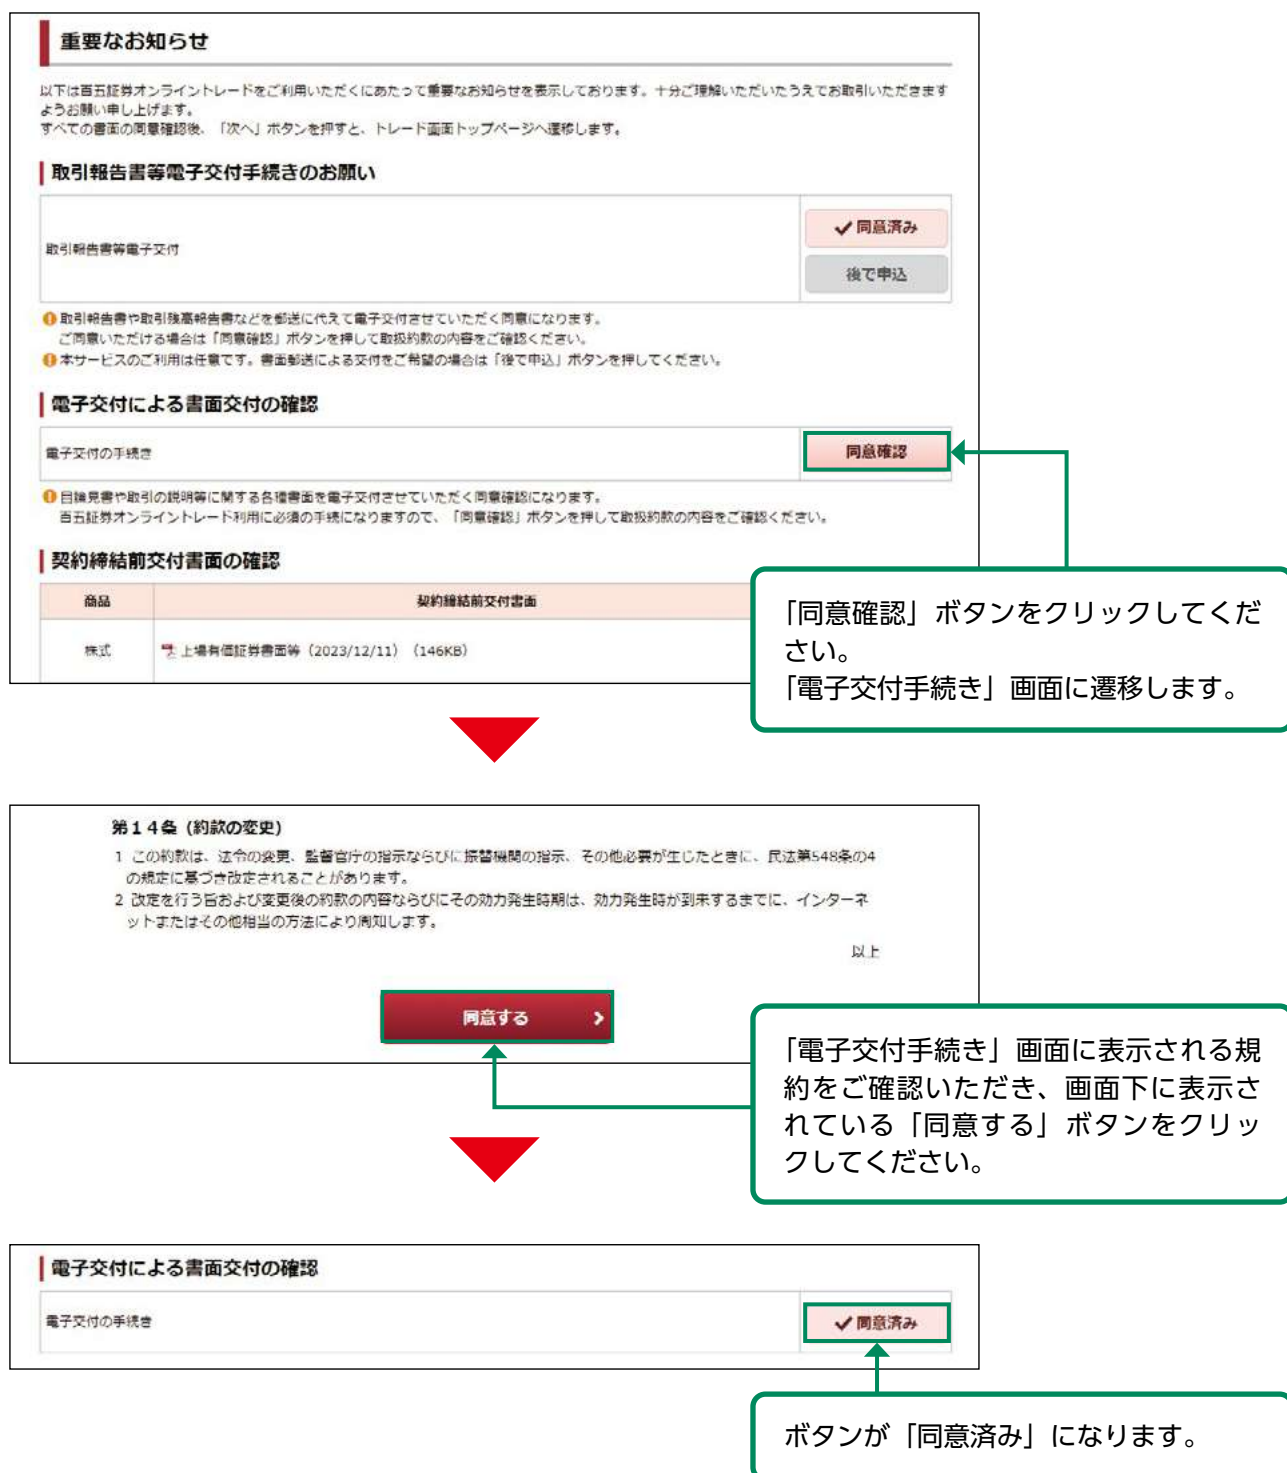 重要なお知らせ
以下は百五証券オンライントレードをご利用いただくにあたって重要なお知らせを表示しております。十分ご理解いただいたうえでお取引いただきます
ようお願い申し上げます。
すべての書面の同意確認後、「次へ」ボタンを押すと、トレード画面トップページへ遷移します。
取引報告書等電子交付手続きのお願い
取引報告書等電子交付
同意済み
後で申込
取引報告書や取引残高報告書などを郵送に代えて電子交付させていただく同意になります。
ご同意いただける場合は「同意確認」ボタンを押して取扱約款の内容をご確認ください。
本サービスのご利用は任意です。書面郵送による交付をご希望の場合は「後で申込」ボタンを押してください。
電子交付による書面交付の確認
電子交付の手続き
同意確認
目論見書や取引の説明等に関する各種書面を電子交付させていただく同意確認になります。
百五証券オンライントレード利用に必須の手続になりますので、「同意確認」ボタンを押して取扱約款の内容をご確認ください。
契約締結前交付書面の確認
商品
契約締結前交付書面
株式
上場有価証券書面等（2023/12/11）（146KB）
「同意確認」ボタンをクリックしてくだ
さい。
「電子交付手続き」画面に遷移します。
第14条（約款の変更）
1 この約款は、法令の変更、監督官庁の指示ならびに振替機関の指示、その他必要が生じたときに、民法第548条の4
の規定に基づき改定されることがあります。
2 改定を行う旨および変更後の約款の内容ならびにその効力発生時期は、効力発生時が到来するまでに、インターネ
ットまたはその他相当の方法により周知します。
以上
同意する
「電子交付手続き」画面に表示される規
約をご確認いただき、画面下に表示さ
れている「同意する」ボタンをクリッ
クしてください。
電子交付による書面交付の確認
電子交付の手続き
同意済み
ボタンが「同意済み」になります。